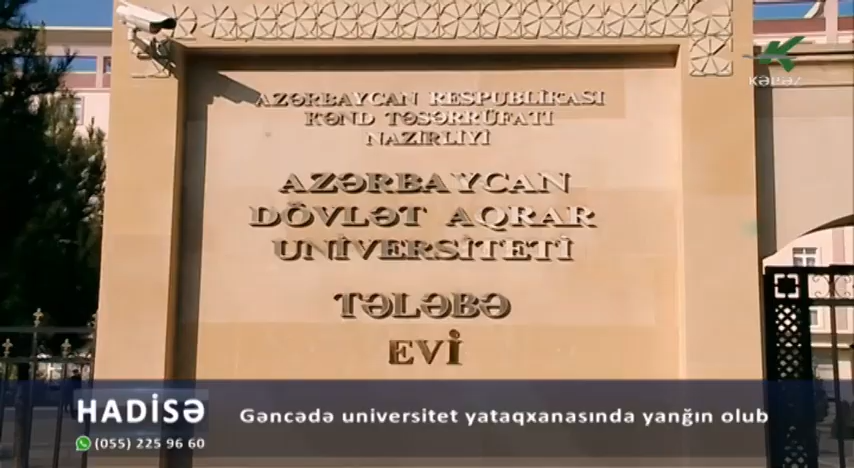 KƏPƏZ
AZƏRBAYCAN RESPUBLİKASI
KƏND TƏSƏRRÜFATI
NAZİRLİYİ
AZƏRBAYCAN
DÖVLƏT AQRAR
UNİVERSİTETİ
TƏLƏBƏ
EVİ
HADİSƏ
Gəncədə universitet yataqxanasında yanğın olub
(055) 225 96 60